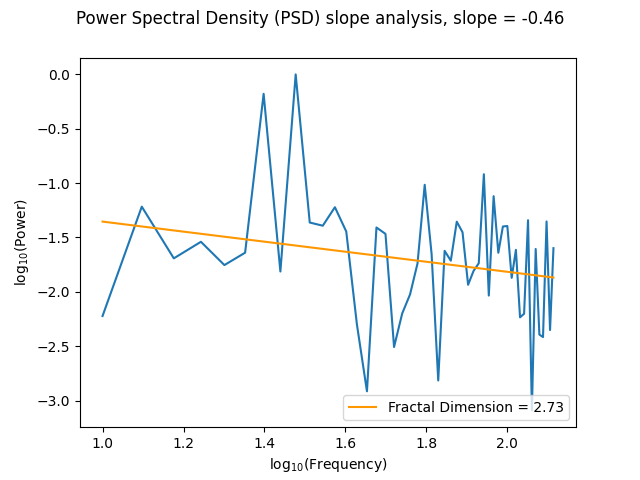 Power Spectral Density (PSD) slope analysis, slope = -0.46
0.0
−0.5
−1.0
−1.5
−2.0
−2.5
−3.0
log₁₀(Power)
Fractal Dimension = 2.73
1.0 1.2 1.4 1.6 1.8 2.0
log₁₀(Frequency)